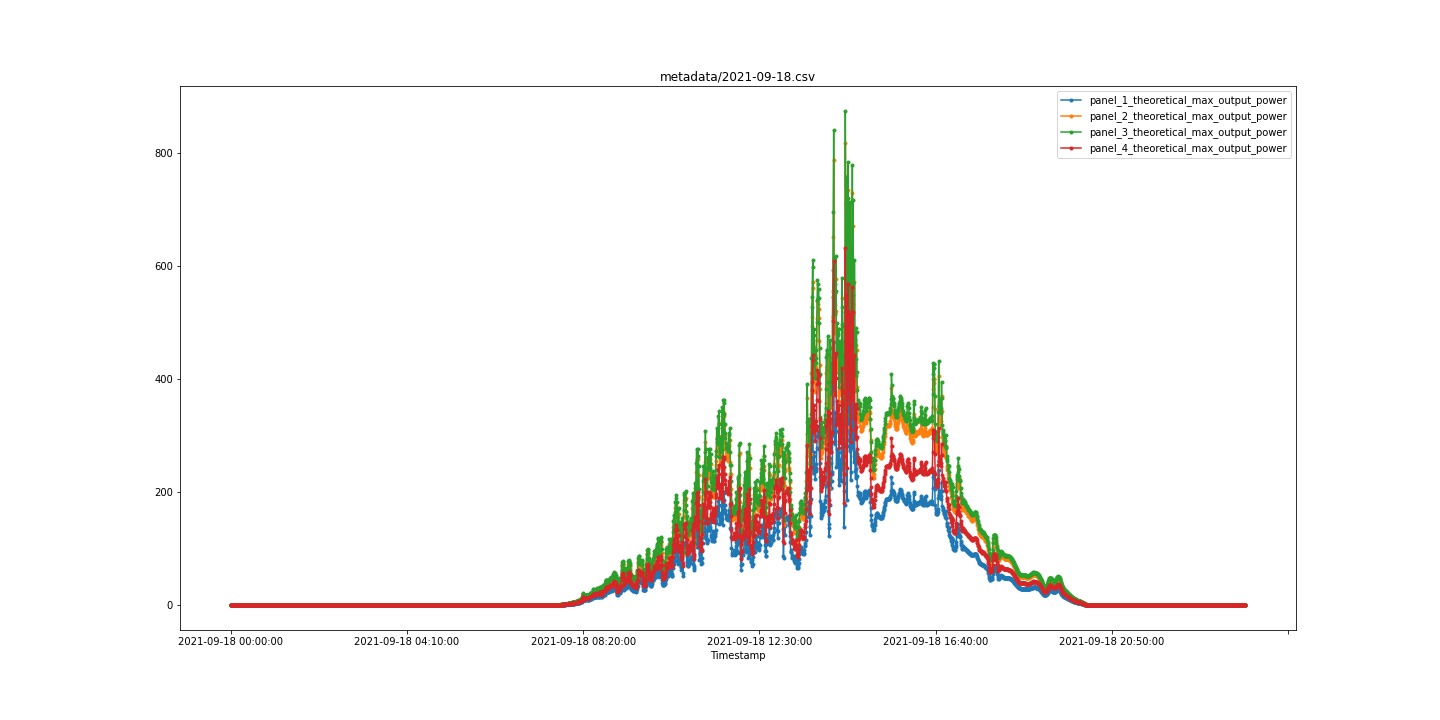 metadata/2021-09-18.csv
panel_1_theoretical_max_output_power
panel_2_theoretical_max_output_power
panel_3_theoretical_max_output_power
panel_4_theoretical_max_output_power
800
600
400
200
0
2021-09-18 00:00:00 2021-09-18 04:10:00 2021-09-18 08:20:00 2021-09-18 12:30:00 2021-09-18 16:40:00 2021-09-18 20:50:00
Timestamp